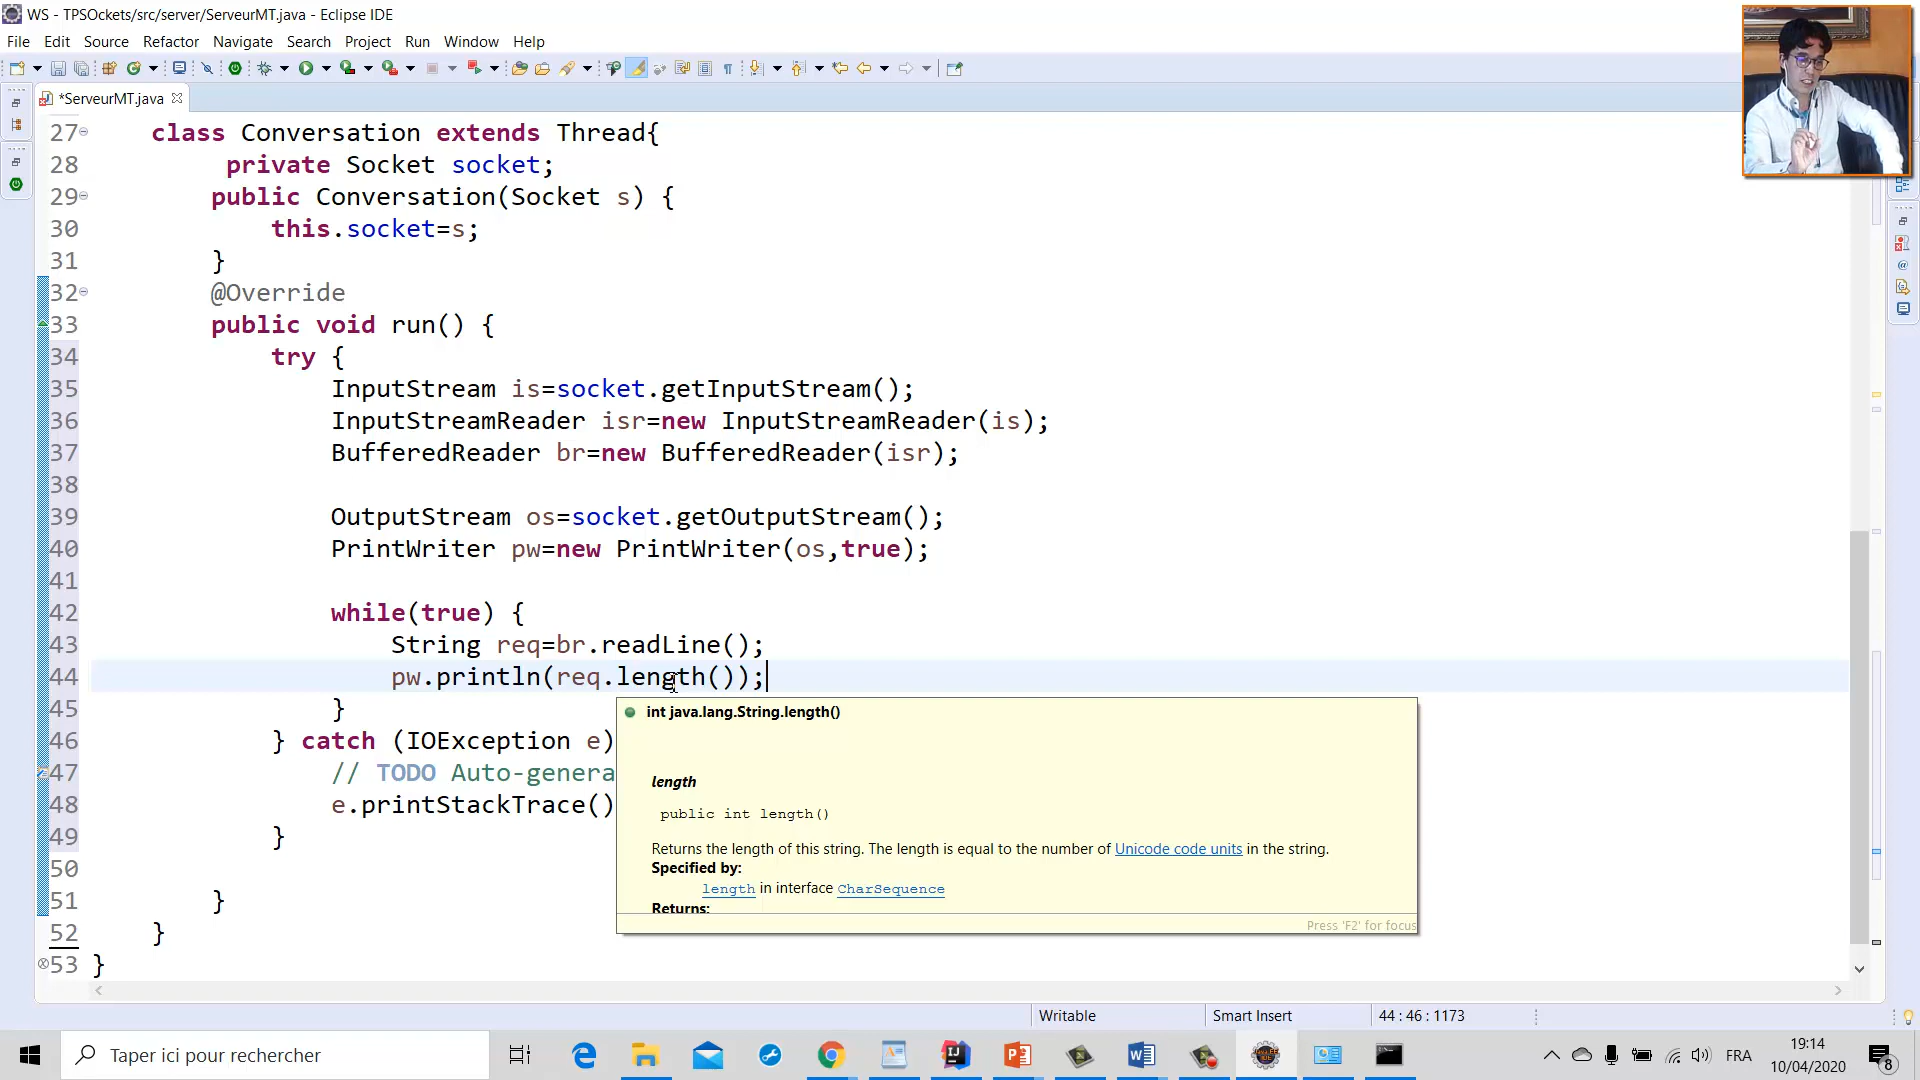 WS - TPSOckets/src/server/ServeurMT.java - Eclipse IDE
File Edit Source Refactor Navigate Search Project Run Window Help
*ServeurMT.java
27 class Conversation extends Thread{
28 private Socket socket;
29 public Conversation(Socket s) {
30 this.socket=s;
31 }
32 @Override
33 public void run() {
34 try {
35 InputStream is=socket.getInputStream();
36 InputStreamReader isr=new InputStreamReader(is);
37 BufferedReader br=new BufferedReader(isr);
38
39 OutputStream os=socket.getOutputStream();
40 PrintWriter pw=new PrintWriter(os,true);
41
42 while(true) {
43 String req=br.readLine();
44 pw.println(req.length());
45 }
46 } catch (IOException e)
47 // TODO Auto-genera
48 e.printStackTrace()
49 }
50
51 }
52 }
53 }
int java.lang.String.length()
length
public int length()
Returns the length of this string. The length is equal to the number of Unicode code units in the string.
Specified by:
length in interface CharSequence
Returns:
Press 'F2' for focus
Writable Smart Insert 44 : 46 : 1173
Taper ici pour rechercher
FRA
19:14
10/04/2020
8